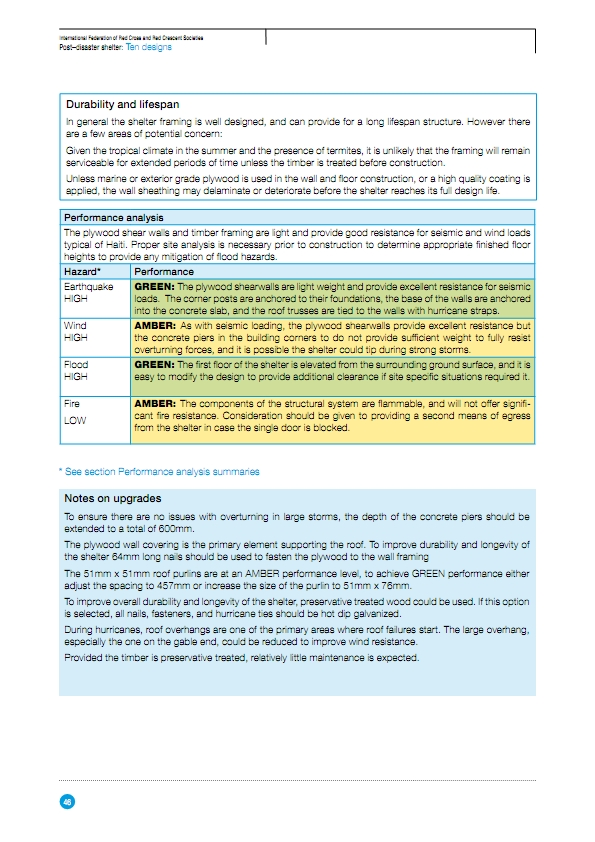 International Federation of Red Cross and Red Crescent Societies
Post–disaster shelter: Ten designs
Durability and lifespan
In general the shelter framing is well designed, and can provide for a long lifespan structure. However there
are a few areas of potential concern:
Given the tropical climate in the summer and the presence of termites, it is unlikely that the framing will remain
serviceable for extended periods of time unless the timber is treated before construction.
Unless marine or exterior grade plywood is used in the wall and floor construction, or a high quality coating is
applied, the wall sheathing may delaminate or deteriorate before the shelter reaches its full design life.
Performance analysis
The plywood shear walls and timber framing are light and provide good resistance for seismic and wind loads
typical of Haiti. Proper site analysis is necessary prior to construction to determine appropriate finished floor
heights to provide any mitigation of flood hazards.
Hazard* Performance
Earthquake
HIGH
GREEN: The plywood shearwalls are light weight and provide excellent resistance for seismic
loads. The corner posts are anchored to their foundations, the base of the walls are anchored
into the concrete slab, and the roof trusses are tied to the walls with hurricane straps.
Wind
HIGH
AMBER: As with seismic loading, the plywood shearwalls provide excellent resistance but
the concrete piers in the building corners to do not provide sufficient weight to fully resist
overturning forces, and it is possible the shelter could tip during strong storms.
Flood
HIGH
GREEN: The first floor of the shelter is elevated from the surrounding ground surface, and it is
easy to modify the design to provide additional clearance if site specific situations required it.
Fire
LOW
AMBER: The components of the structural system are flammable, and will not offer signifi-
cant fire resistance. Consideration should be given to providing a second means of egress
from the shelter in case the single door is blocked.
* See section Performance analysis summaries
Notes on upgrades
To ensure there are no issues with overturning in large storms, the depth of the concrete piers should be
extended to a total of 600mm.
The plywood wall covering is the primary element supporting the roof. To improve durability and longevity of
the shelter 64mm long nails should be used to fasten the plywood to the wall framing
The 51mm x 51mm roof purlins are at an AMBER performance level, to achieve GREEN performance either
adjust the spacing to 457mm or increase the size of the purlin to 51mm x 76mm.
To improve overall durability and longevity of the shelter, preservative treated wood could be used. If this option
is selected, all nails, fasteners, and hurricane ties should be hot dip galvanized.
During hurricanes, roof overhangs are one of the primary areas where roof failures start. The large overhang,
especially the one on the gable end, could be reduced to improve wind resistance.
Provided the timber is preservative treated, relatively little maintenance is expected.
46